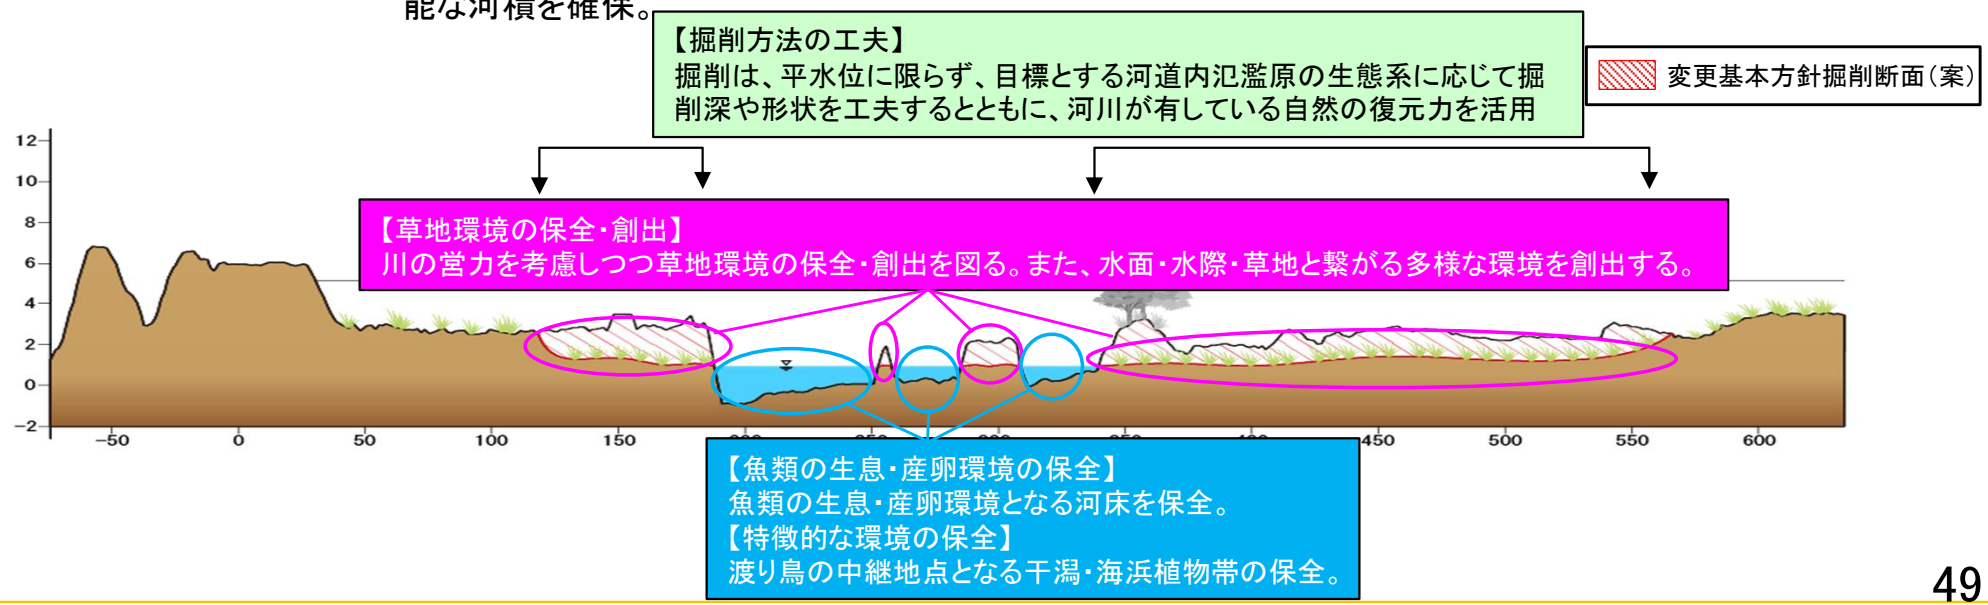 能な河積を確保。
【掘削方法の工夫】
掘削は、平水位に限らず、目標とする河道内氾濫原の生態系に応じて掘
削深や形状を工夫するとともに、河川が有している自然の復元力を活用
変更基本方針掘削断面(案)
【草地環境の保全・創出】
川の営力を考慮しつつ草地環境の保全・創出を図る。また、水面・水際・草地と繋がる多様な環境を創出する。
12
10
8
6
4
2
0
-2
-50 0 50 100 150 200 250 300 350 400 450 500 550 600
【魚類の生息・産卵環境の保全】
魚類の生息・産卵環境となる河床を保全。
【特徴的な環境の保全】
渡り鳥の中継地点となる干潟・海浜植物帯の保全。
49